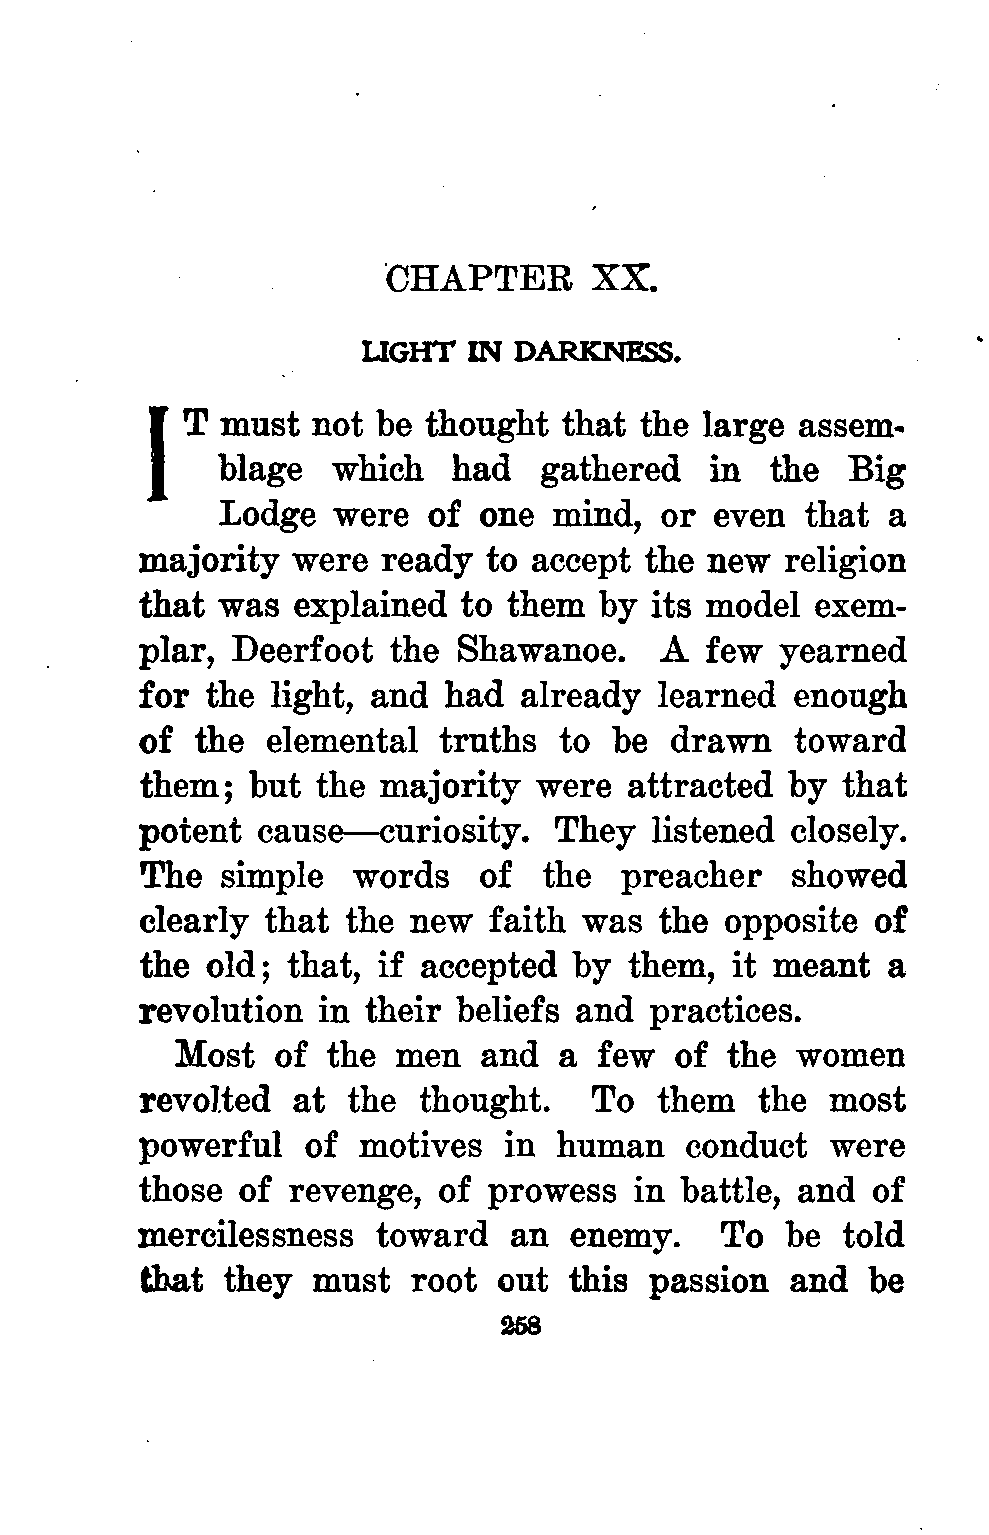 CHAPTER XX.
LIGHT IN DARKNESS.
IT must not be thought that the large assem-
blage which had gathered in the Big
Lodge were of one mind, or even that a
majority were ready to accept the new religion
that was explained to them by its model exem-
plar, Deerfoot the Shawanoe. A few yearned
for the light, and had already learned enough
of the elemental truths to be drawn toward
them; but the majority were attracted by that
potent cause—curiosity. They listened closely.
The simple words of the preacher showed
clearly that the new faith was the opposite of
the old; that, if accepted by them, it meant a
revolution in their beliefs and practices.
Most of the men and a few of the women
revolted at the thought. To them the most
powerful of motives in human conduct were
those of revenge, of prowess in battle, and of
mercilessness toward an enemy. To be told
that they must root out this passion and be
258